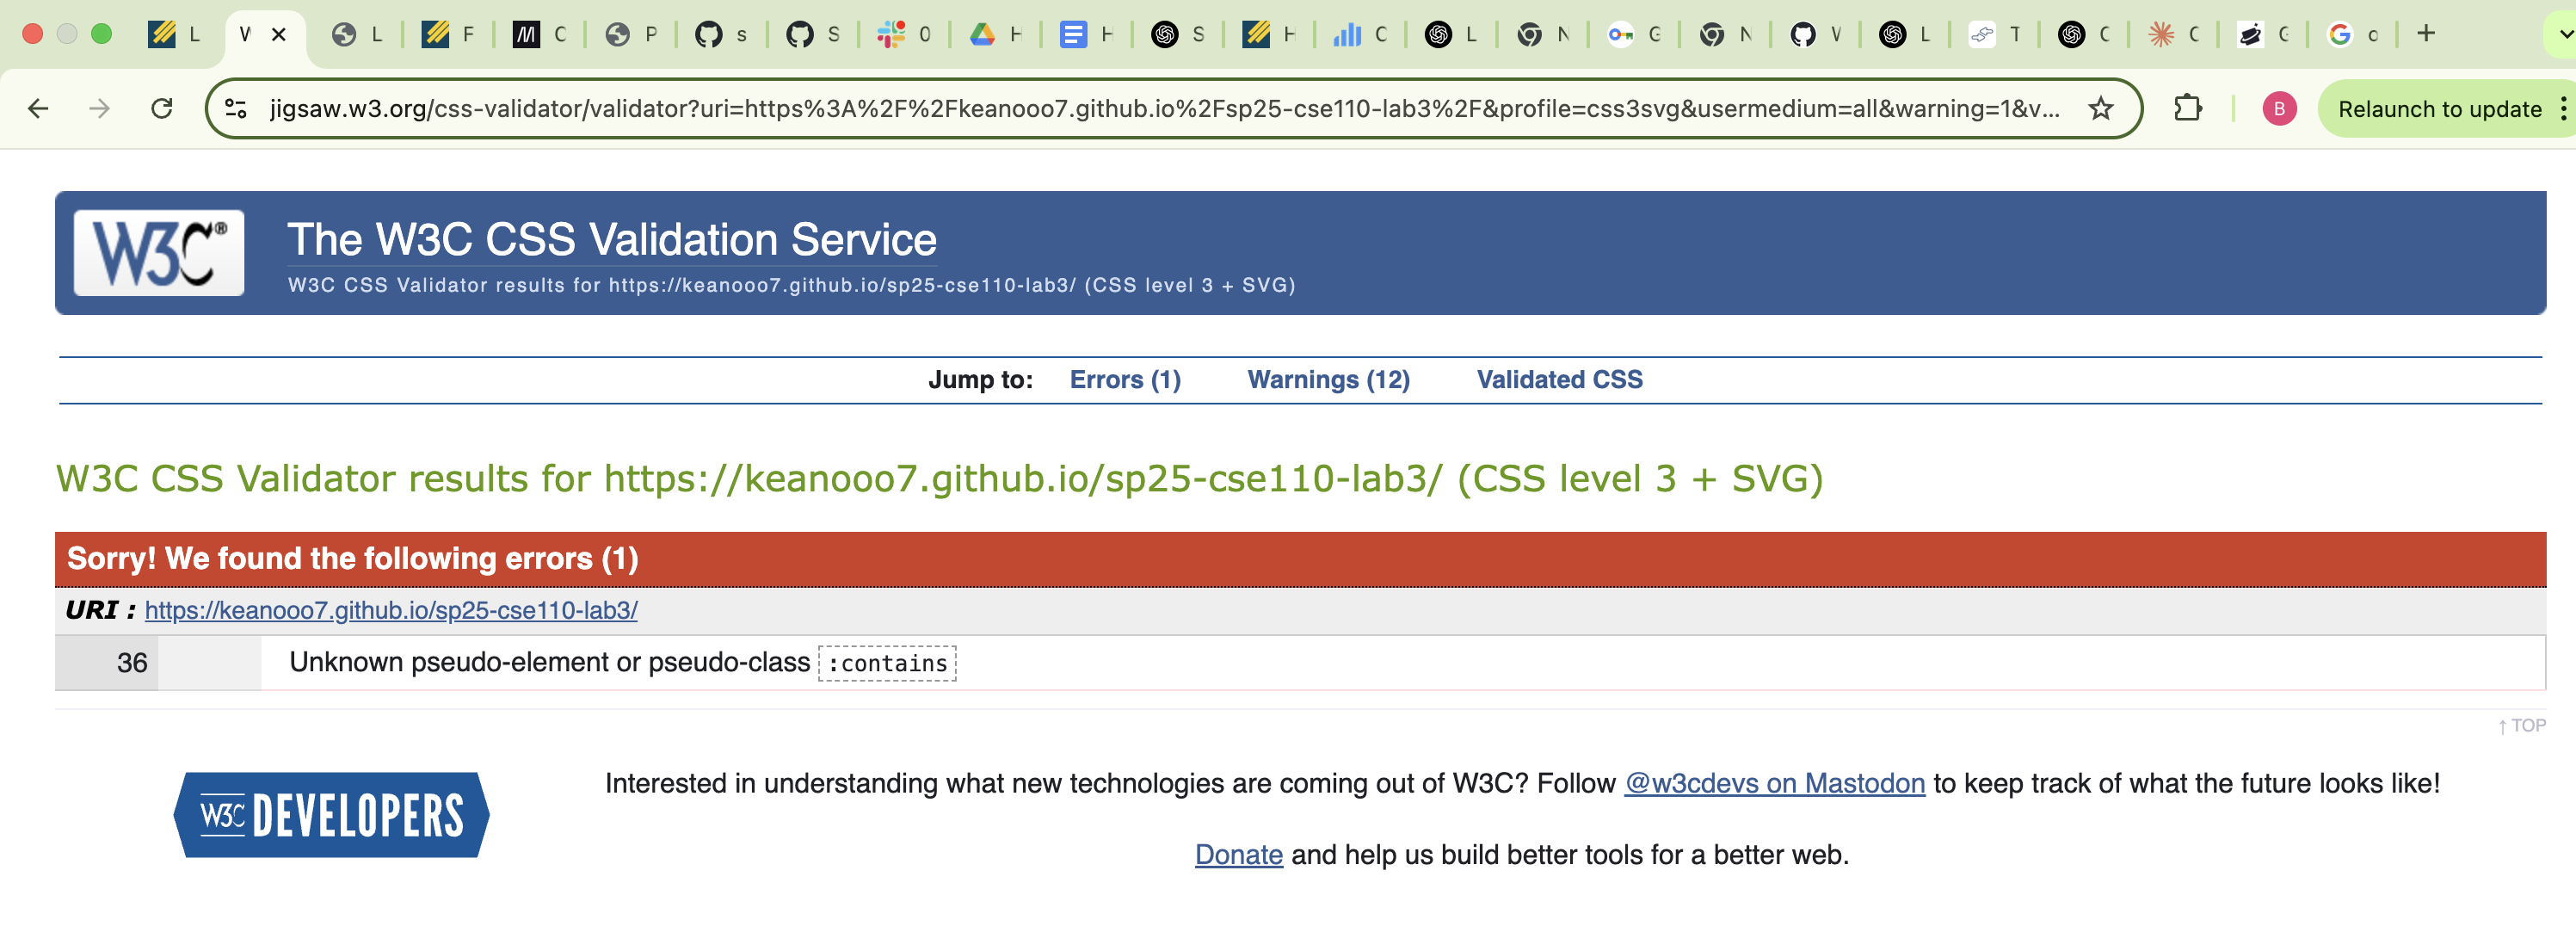 L W L F C P s S 0 H H S H C L N G N W L T C C G o
jigsaw.w3.org/css-validator/validator?uri=https%3A%2F%2Fkeanooo7.github.io%2Fsp25-cse110-lab3%2F&profile=css3svg&usermedium=all&warning=1&v... B Relaunch to update
W3C® The W3C CSS Validation Service
W3C CSS Validator results for https://keanooo7.github.io/sp25-cse110-lab3/ (CSS level 3 + SVG)
Jump to: Errors (1) Warnings (12) Validated CSS
W3C CSS Validator results for https://keanooo7.github.io/sp25-cse110-lab3/ (CSS level 3 + SVG)
Sorry! We found the following errors (1)
URI : https://keanooo7.github.io/sp25-cse110-lab3/
36 Unknown pseudo-element or pseudo-class :contains
↑ TOP
W3C DEVELOPERS
Interested in understanding what new technologies are coming out of W3C? Follow @w3cdevs on Mastodon to keep track of what the future looks like!
Donate and help us build better tools for a better web.